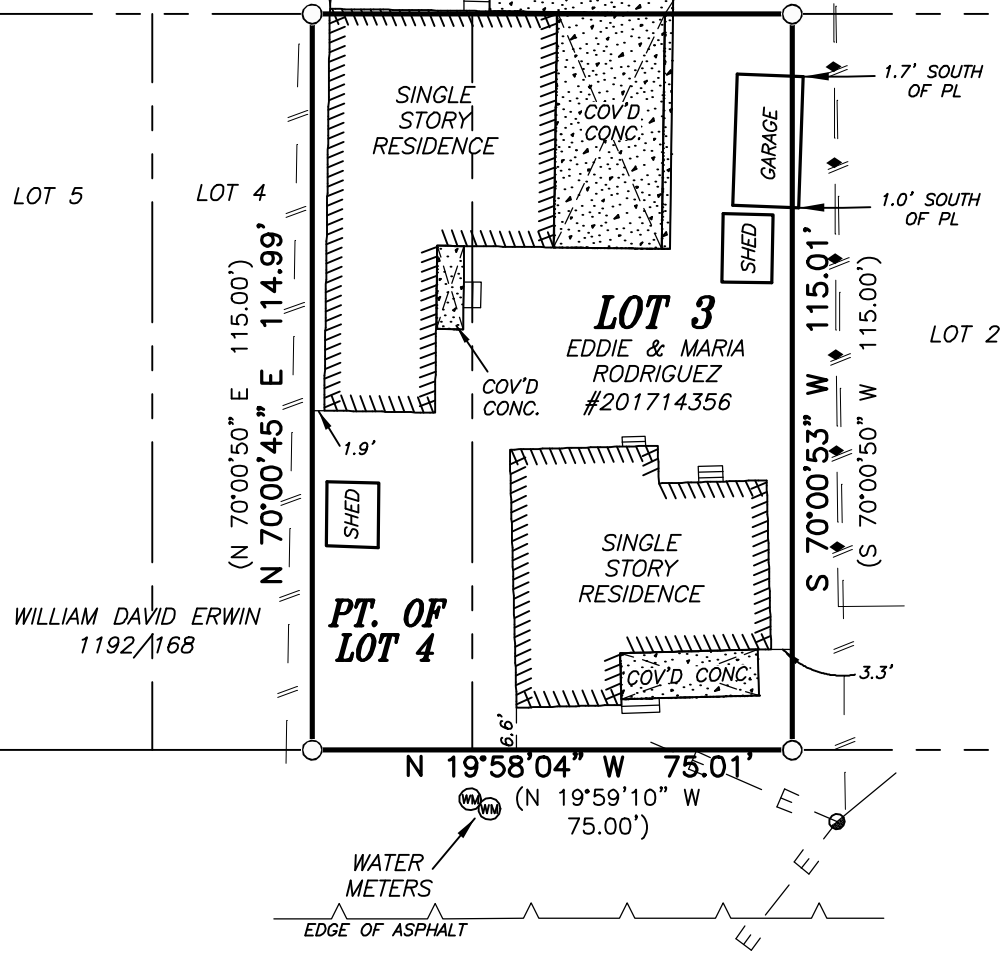 SINGLE
STORY
RESIDENCE
COV'D
CONC.
GARAGE
1.7' SOUTH
OF PL
1.0' SOUTH
OF PL
SHED
LOT 5
LOT 4
LOT 2
N 70°00'45" E 114.99'
(N 70°00'50" E 115.00')
S 70°00'53" W 115.01'
(S 70°00'50" W 115.00')
LOT 3
EDDIE & MARIA
RODRIGUEZ
#201714356
COV'D
CONC.
1.9'
SHED
SINGLE
STORY
RESIDENCE
WILLIAM DAVID ERWIN
1192/168
PT. OF
LOT 4
COV'D CONC.
3.3'
6.6'
N 19°58'04" W 75.01'
(N 19°59'10" W
75.00')
WM
WM
E
E
E
WATER
METERS
EDGE OF ASPHALT